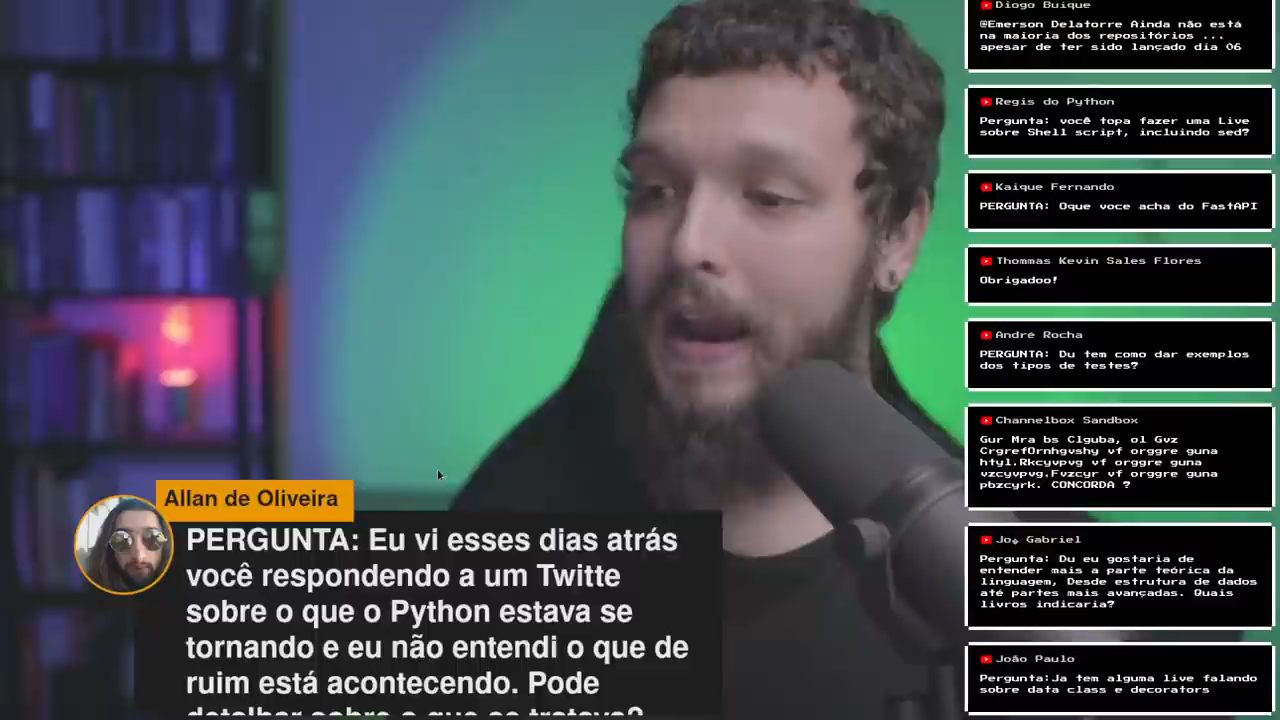 Diogo Buique
@Emerson Delatorre Ainda não está
na maioria dos repositórios ...
apesar de ter sido lançado dia 06
Regis do Python
Pergunta: você topa fazer uma Live
sobre Shell script, incluindo sed?
Kaique Fernando
PERGUNTA: Oque voce acha do FastAPI
Thommas Kevin Sales Flores
Obrigadoo!
André Rocha
PERGUNTA: Du tem como dar exemplos
dos tipos de testes?
Channelbox Sandbox
Gur Mra bs Clguba, ol Gvz
CrgrefOrnhgvshy vf orggre guna
htyl.Rkcyvpvg vf orggre guna
vzcyvpvg.Fvzcyr vf orggre guna
pbzcyrk. CONCORDA ?
Gabriel
Pergunta: Du eu gostaria de
entender mais a parte teórica da
linguagem, Desde estrutura de dados
até partes mais avançadas. Quais
livros indicaria?
João Paulo
Pergunta:Ja tem alguma live falando
sobre data class e decorators
Allan de Oliveira
PERGUNTA: Eu vi esses dias atrás
você respondendo a um Twitte
sobre o que o Python estava se
tornando e eu não entendi o que de
ruim está acontecendo. Pode
detalhar sobre o que se tratava?